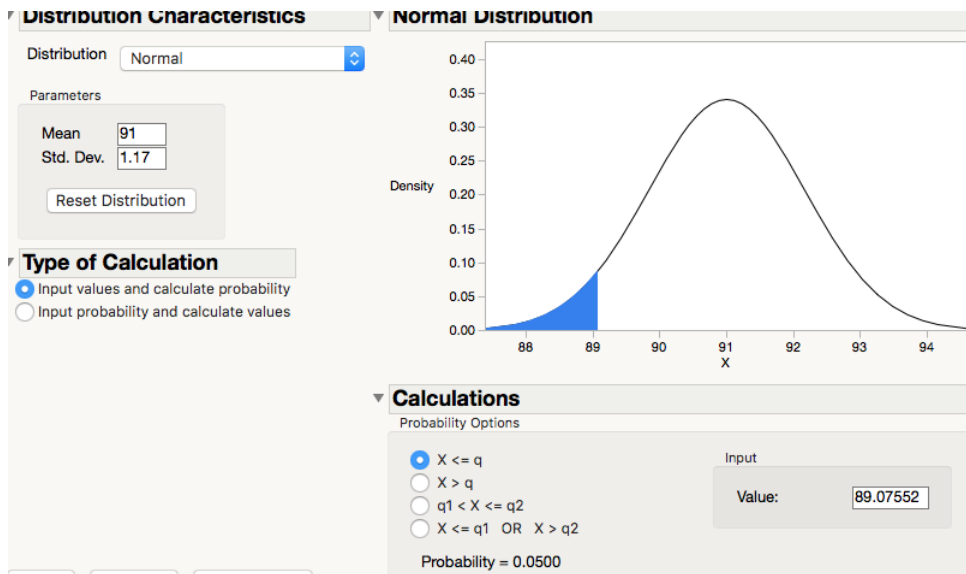 Distribution Characteristics
Distribution Normal
Parameters
Mean 91
Std. Dev. 1.17
Reset Distribution
Type of Calculation
Input values and calculate probability
Input probability and calculate values
Normal Distribution
0.40
0.35
0.30
0.25
Density
0.20
0.15
0.10
0.05
0.00
88 89 90 91 92 93 94
X
Calculations
Probability Options
X <= q
X > q
q1 < X <= q2
X <= q1 OR X > q2
Input
Value: 89.07552
Probability = 0.0500